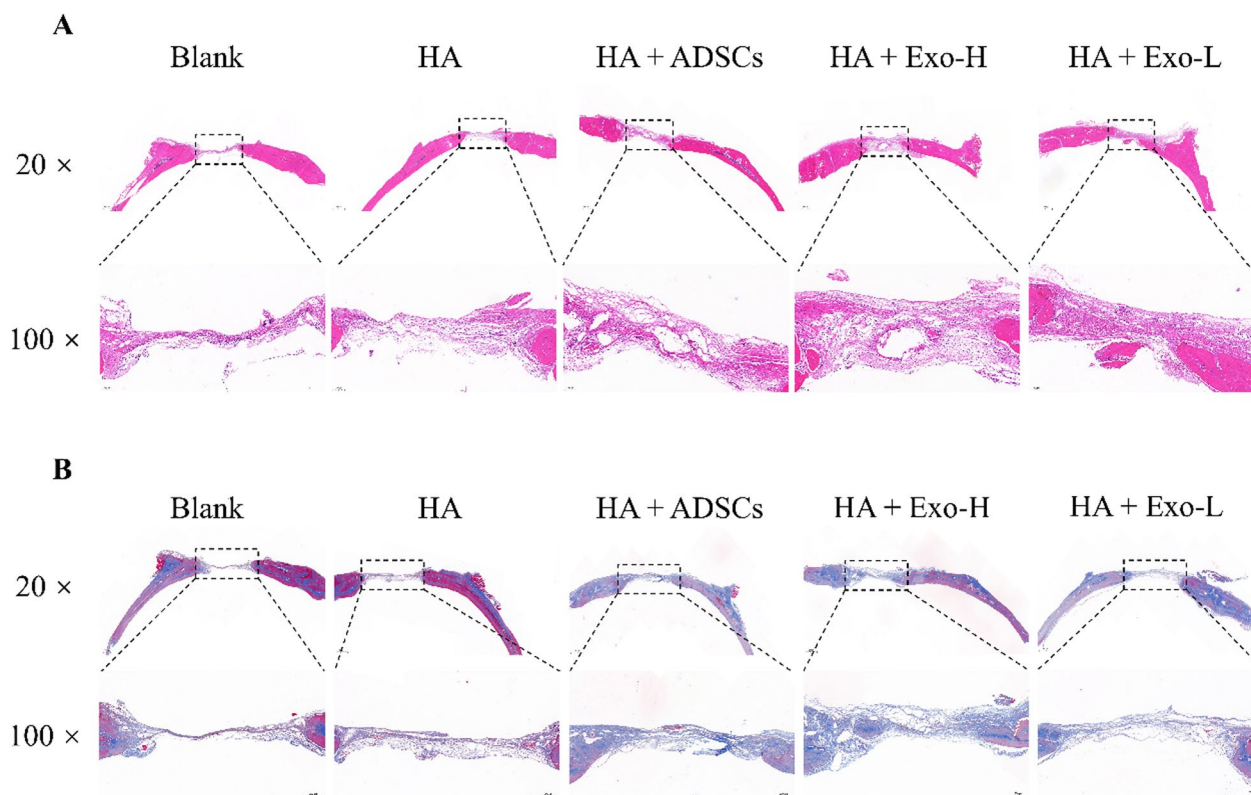 A
Blank HA HA + ADSCs HA + Exo-H HA + Exo-L
20 ×
100 ×
B
Blank HA HA + ADSCs HA + Exo-H HA + Exo-L
20 ×
100 ×